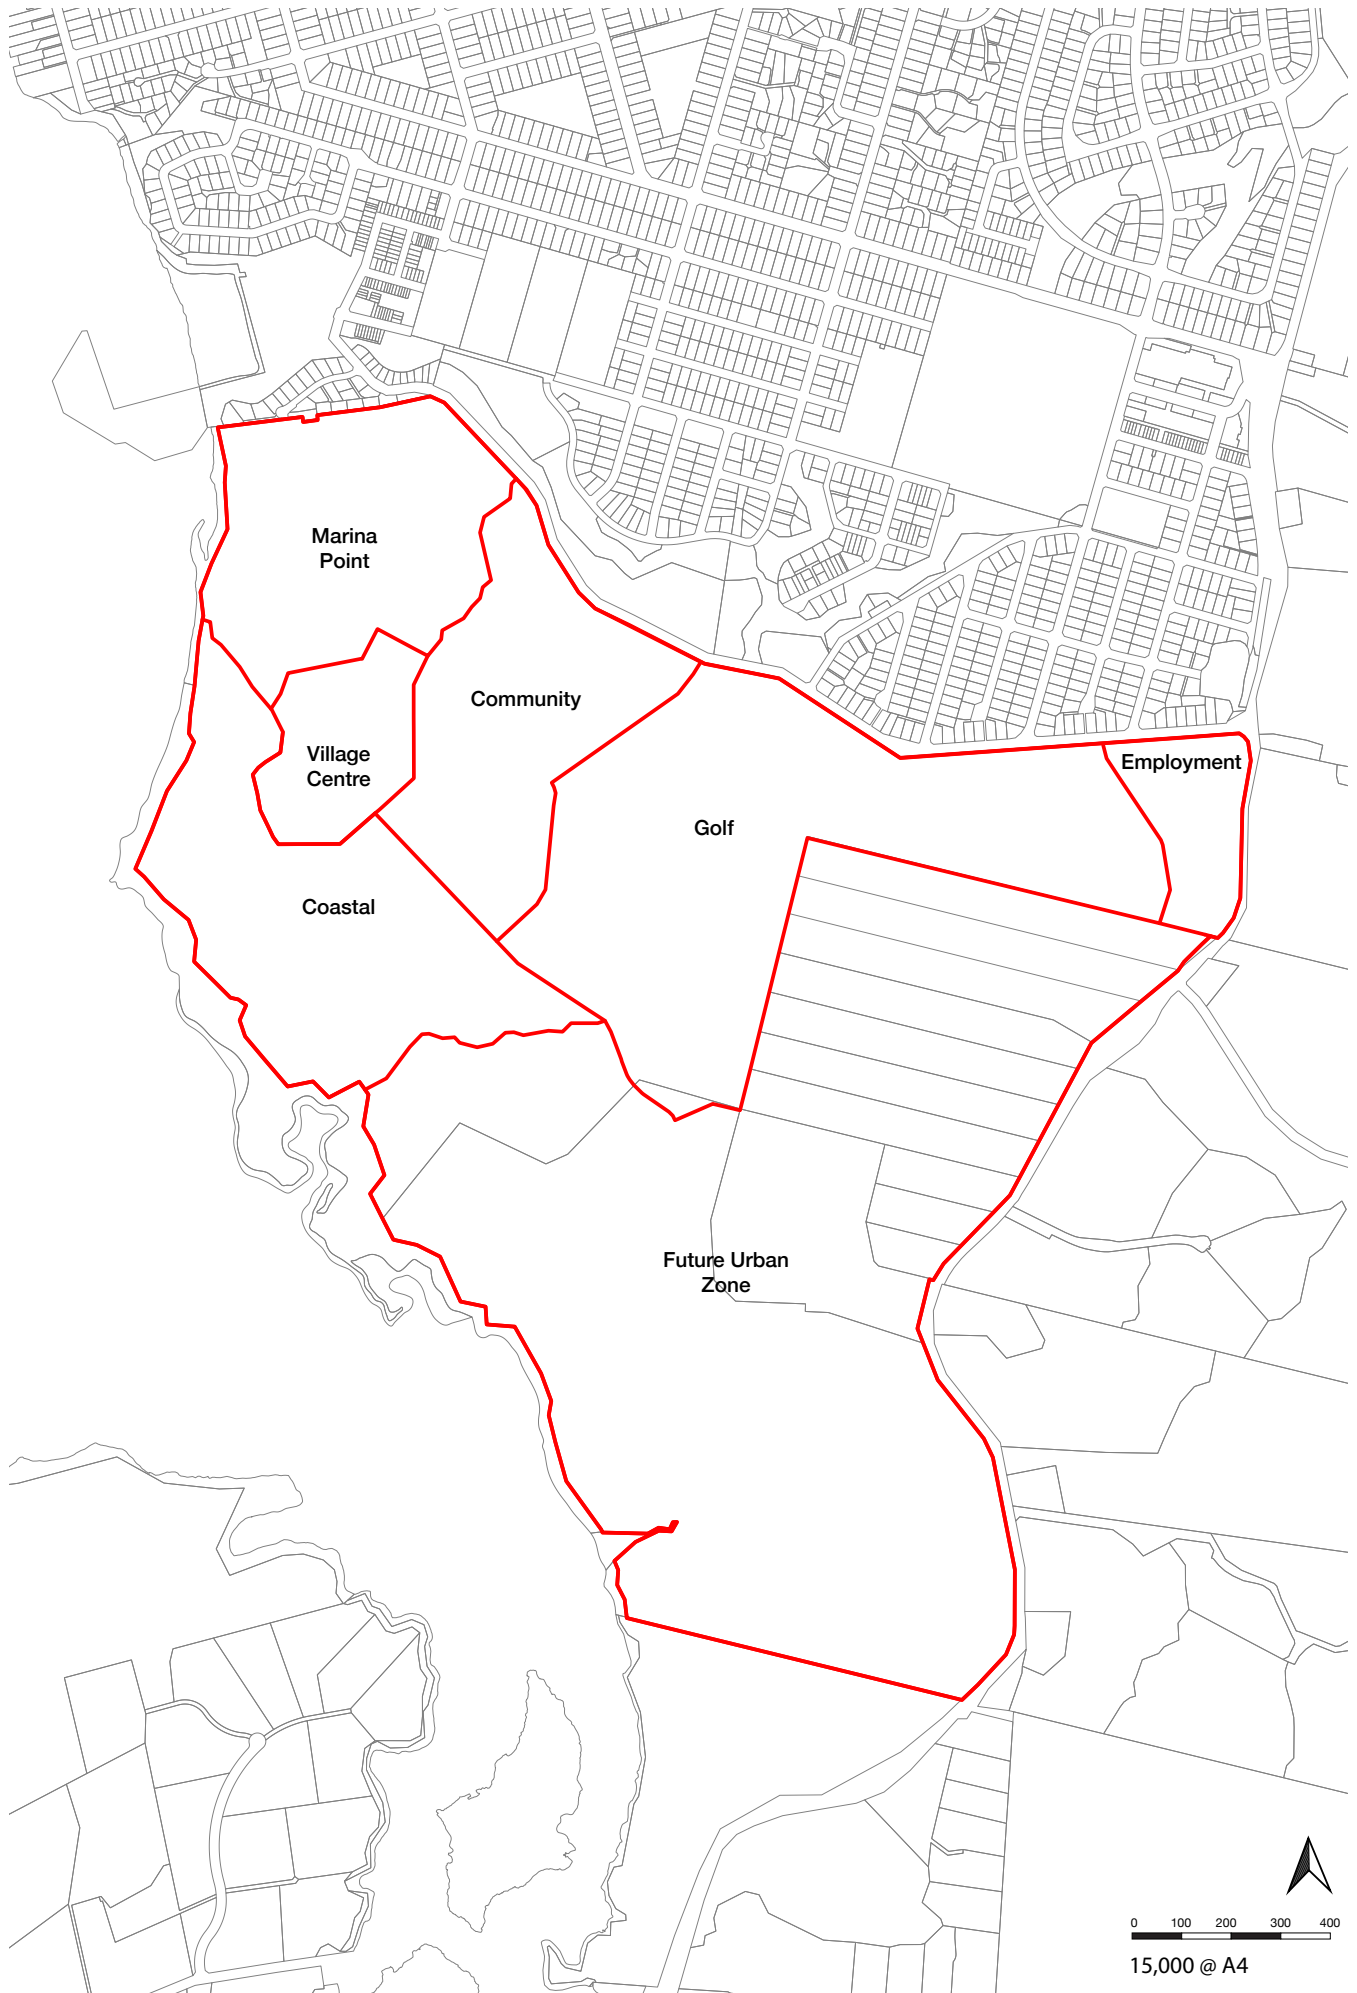 Marina
Point
Community
Village
Centre
Employment
Golf
Coastal
Future Urban
Zone
0 100 200 300 400
15,000 @ A4